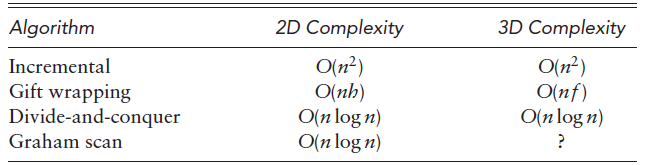 Algorithm 2D Complexity 3D Complexity
Incremental O(n²) O(n²)
Gift wrapping O(nh) O(nf)
Divide-and-conquer O(n log n) O(n log n)
Graham scan O(n log n) ?